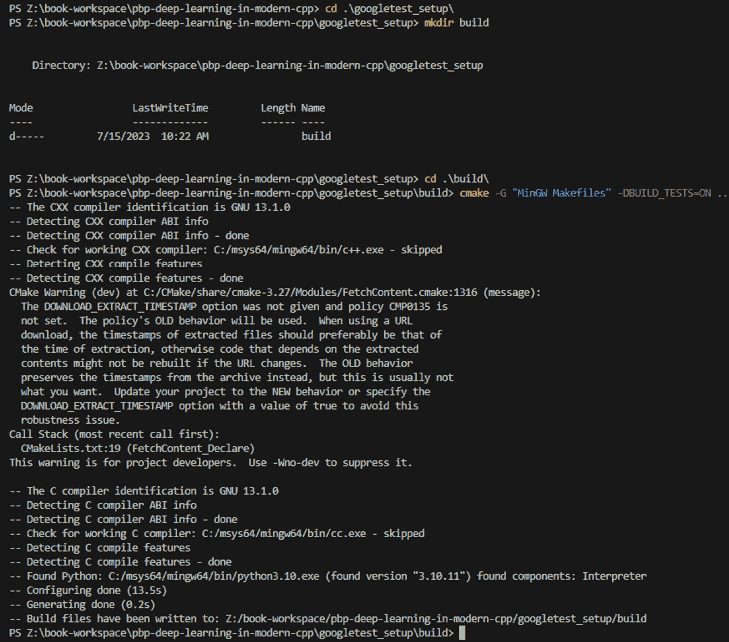 PS Z:\book-workspace\pbp-deep-learning-in-modern-cpp> cd .\googletest_setup\
PS Z:\book-workspace\pbp-deep-learning-in-modern-cpp\googletest_setup> mkdir build
Directory: Z:\book-workspace\pbp-deep-learning-in-modern-cpp\googletest_setup
Mode LastWriteTime Length Name
---- ------------- ------ ----
d----- 7/15/2023 10:22 AM build
PS Z:\book-workspace\pbp-deep-learning-in-modern-cpp\googletest_setup> cd .\build\
PS Z:\book-workspace\pbp-deep-learning-in-modern-cpp\googletest_setup\build> cmake -G "MinGW Makefiles" -DBUILD_TESTS=ON ..
-- The CXX compiler identification is GNU 13.1.0
-- Detecting CXX compiler ABI info
-- Detecting CXX compiler ABI info - done
-- Check for working CXX compiler: C:/msys64/mingw64/bin/c++.exe - skipped
-- Detecting CXX compile features
-- Detecting CXX compile features - done
CMake Warning (dev) at C:/CMake/share/cmake-3.27/Modules/FetchContent.cmake:1316 (message):
The DOWNLOAD_EXTRACT_TIMESTAMP option was not given and policy CMP0135 is
not set. The policy's OLD behavior will be used. When using a URL
download, the timestamps of extracted files should preferably be that of
the time of extraction, otherwise code that depends on the extracted
contents might not be rebuilt if the URL changes. The OLD behavior
preserves the timestamps from the archive instead, but this is usually not
what you want. Update your project to the NEW behavior or specify the
DOWNLOAD_EXTRACT_TIMESTAMP option with a value of true to avoid this
robustness issue.
Call Stack (most recent call first):
CMakeLists.txt:19 (FetchContent_Declare)
This warning is for project developers. Use -Wno-dev to suppress it.
-- The C compiler identification is GNU 13.1.0
-- Detecting C compiler ABI info
-- Detecting C compiler ABI info - done
-- Check for working C compiler: C:/msys64/mingw64/bin/cc.exe - skipped
-- Detecting C compile features
-- Detecting C compile features - done
-- Found Python: C:/msys64/mingw64/bin/python3.10.exe (found version "3.10.11") found components: Interpreter
-- Configuring done (13.5s)
-- Generating done (0.2s)
-- Build files have been written to: Z:/book-workspace/pbp-deep-learning-in-modern-cpp/googletest_setup/build
PS Z:\book-workspace\pbp-deep-learning-in-modern-cpp\googletest_setup\build>